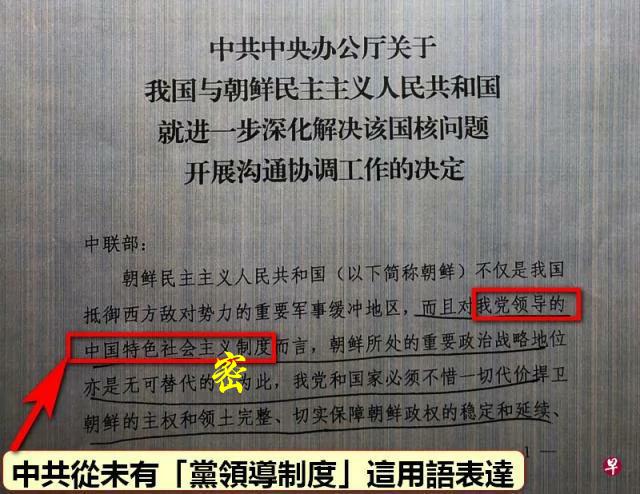 中共中央办公厅关于
我国与朝鲜民主主义人民共和国
就进一步深化解决该国核问题
开展沟通协调工作的决定
中联部：
朝鲜民主主义人民共和国（以下简称朝鲜）不仅是我国
抵御西方敌对势力的重要军事缓冲地区，而且对我党领导的
中国特色社会主义制度而言，朝鲜所处的重要政治战略地位
亦是无可替代的
密
为此，我党和国家必须不惜一切代价捍卫
朝鲜的主权和领土完整、切实保障朝鲜政权的稳定和延续、
1 —
中共從未有「黨領導制度」這用語表達
早